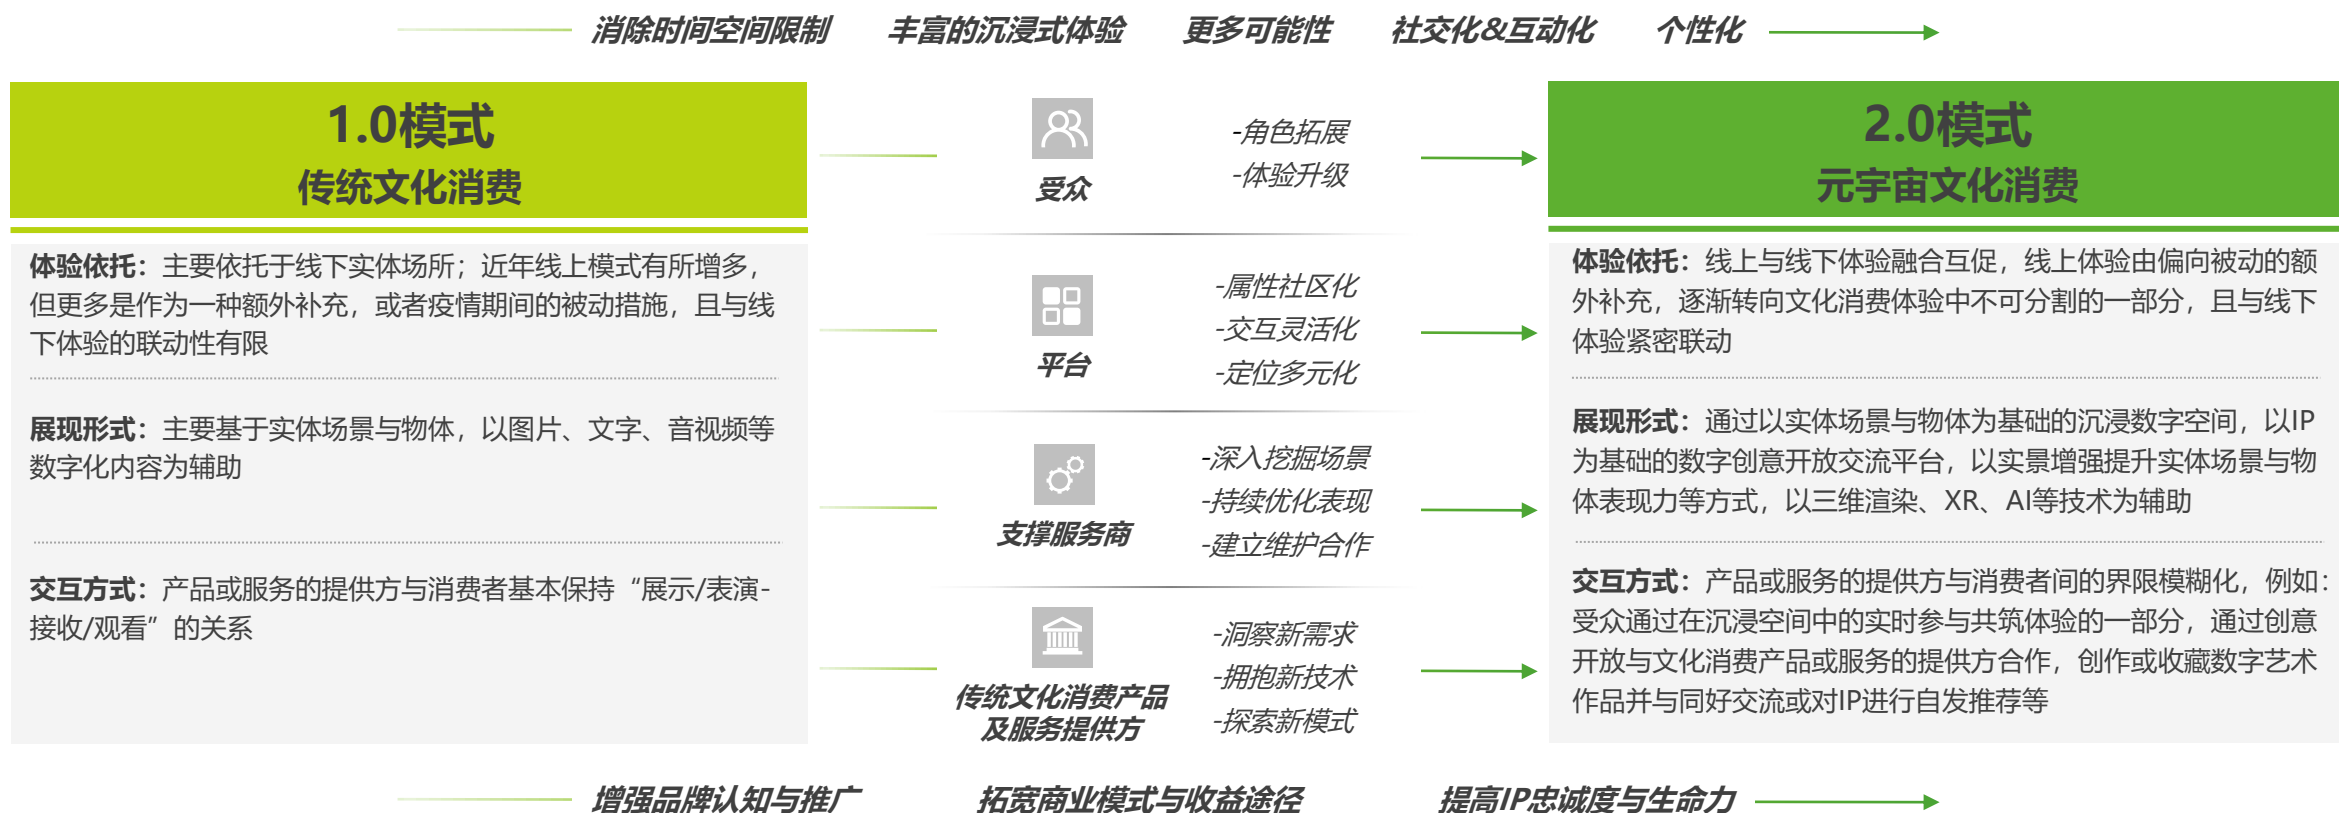 消除时间空间限制 丰富的沉浸式体验 更多可能性 社交化&互动化 个性化
1.0模式
传统文化消费
体验依托：主要依托于线下实体场所；近年线上模式有所增多，
但更多是作为一种额外补充，或者疫情期间的被动措施，且与线
下体验的联动性有限
展现形式：主要基于实体场景与物体，以图片、文字、音视频等
数字化内容为辅助
交互方式：产品或服务的提供方与消费者基本保持“展示/表演-
接收/观看”的关系
受众
-角色拓展
-体验升级
平台
-属性社区化
-交互灵活化
-定位多元化
支撑服务商
-深入挖掘场景
-持续优化表现
-建立维护合作
传统文化消费产品
及服务提供方
-洞察新需求
-拥抱新技术
-探索新模式
2.0模式
元宇宙文化消费
体验依托：线上与线下体验融合互促，线上体验由偏向被动的额
外补充，逐渐转向文化消费体验中不可分割的一部分，且与线下
体验紧密联动
展现形式：通过以实体场景与物体为基础的沉浸数字空间，以IP
为基础的数字创意开放交流平台，以实景增强提升实体场景与物
体表现力等方式，以三维渲染、XR、AI等技术为辅助
交互方式：产品或服务的提供方与消费者间的界限模糊化，例如：
受众通过在沉浸空间中的实时参与共筑体验的一部分，通过创意
开放与文化消费产品或服务的提供方合作，创作或收藏数字艺术
作品并与同好交流或对IP进行自发推荐等
增强品牌认知与推广 拓宽商业模式与收益途径 提高IP忠诚度与生命力